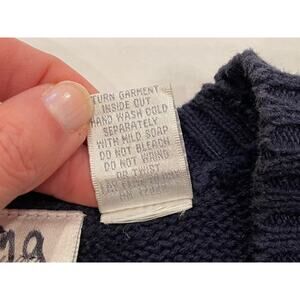 TURN GARMENT
INSIDE OUT
HAND WASH COLD
SEPARATELY
WITH MILD SOAP
DO NOT BLEACH
DO NOT WRING
OR TWIST